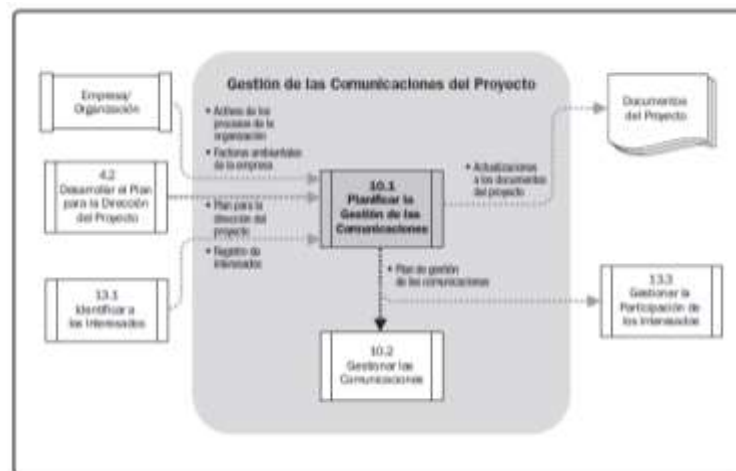 Gestión de las Comunicaciones del Proyecto
Empresa/
Organización
• Activos de los
procesos de la
organización
• Factores ambientales
de la empresa
Documentos
del Proyecto
4.2
Desarrollar el Plan
para la Dirección
del Proyecto
10.1
Planificar la
Gestión de las
Comunicaciones
• Actualizaciones
a los documentos
del proyecto
• Plan para la
dirección del
proyecto
• Registro de
interesados
13.1
Identificar a
los Interesados
• Plan de gestión
de las comunicaciones
13.3
Gestionar la
Participación de
los Interesados
10.2
Gestionar las
Comunicaciones